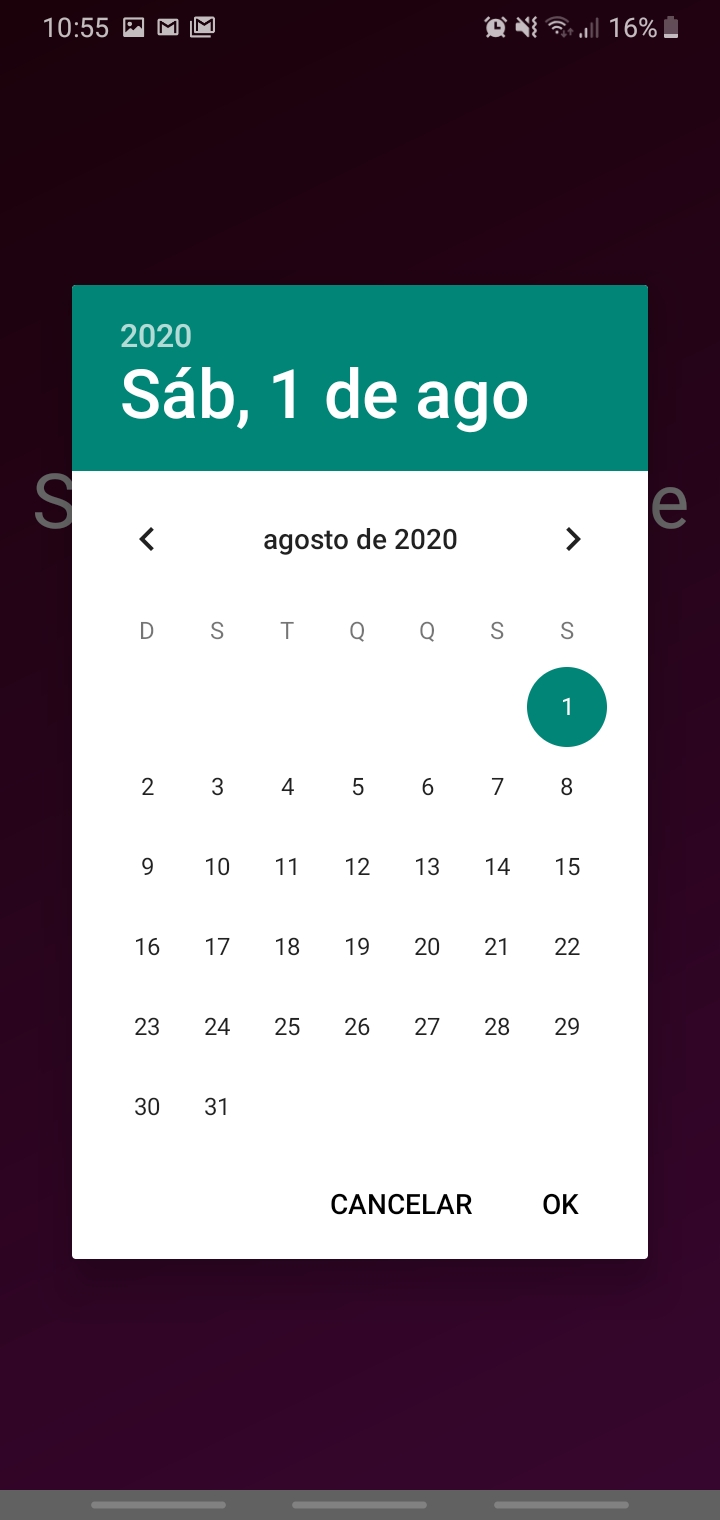 10:55 16%
2020
Sáb, 1 de ago
S e
agosto de 2020
D S T Q Q S S
1
2 3 4 5 6 7 8
9 10 11 12 13 14 15
16 17 18 19 20 21 22
23 24 25 26 27 28 29
30 31
CANCELAR OK